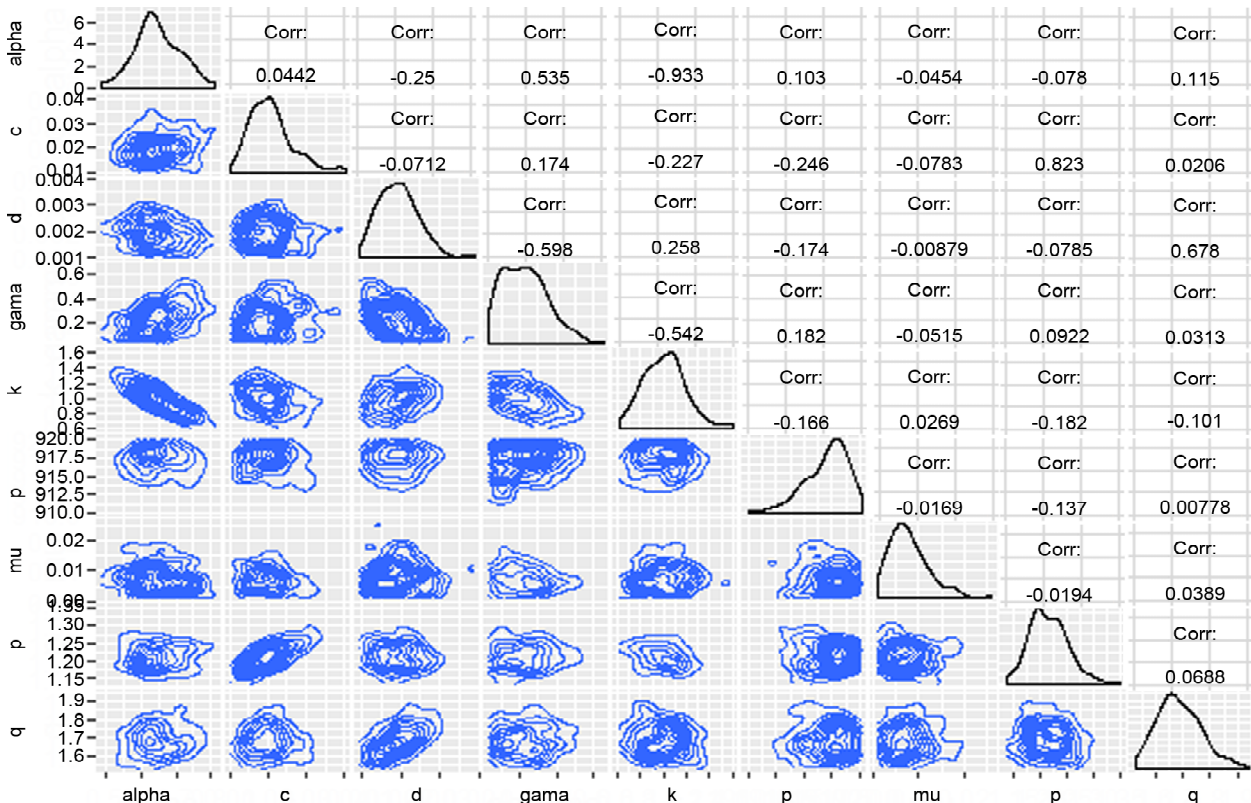 alpha 6 Corr: Corr: Corr: Corr: Corr: Corr: Corr: Corr:
4
2 0.0442 -0.25 0.535 -0.933 0.103 -0.0454 -0.078 0.115
0
c 0.04 Corr: Corr: Corr: Corr: Corr: Corr: Corr:
0.03
0.02 -0.0712 0.174 -0.227 -0.246 -0.0783 0.823 0.0206
0.01
d 0.004 Corr: Corr: Corr: Corr: Corr: Corr:
0.003
0.002 -0.598 0.258 -0.174 -0.00879 -0.0785 0.678
0.001
gama 0.6 Corr: Corr: Corr: Corr: Corr:
0.4
0.2 -0.542 0.182 -0.0515 0.0922 0.0313
k 1.6 Corr: Corr: Corr: Corr:
1.4
1.2
1.0
0.8 -0.166 0.0269 -0.182 -0.101
0.6
p 920.0 Corr: Corr: Corr:
917.5
915.0
912.5 -0.0169 -0.137 0.00778
910.0
mu 0.02 Corr: Corr:
0.01
0.00 -0.0194 0.0389
p 1.35 Corr:
1.30
1.25
1.20
1.15 0.0688
q 1.9
1.8
1.7
1.6
alpha c d gama k p mu p q